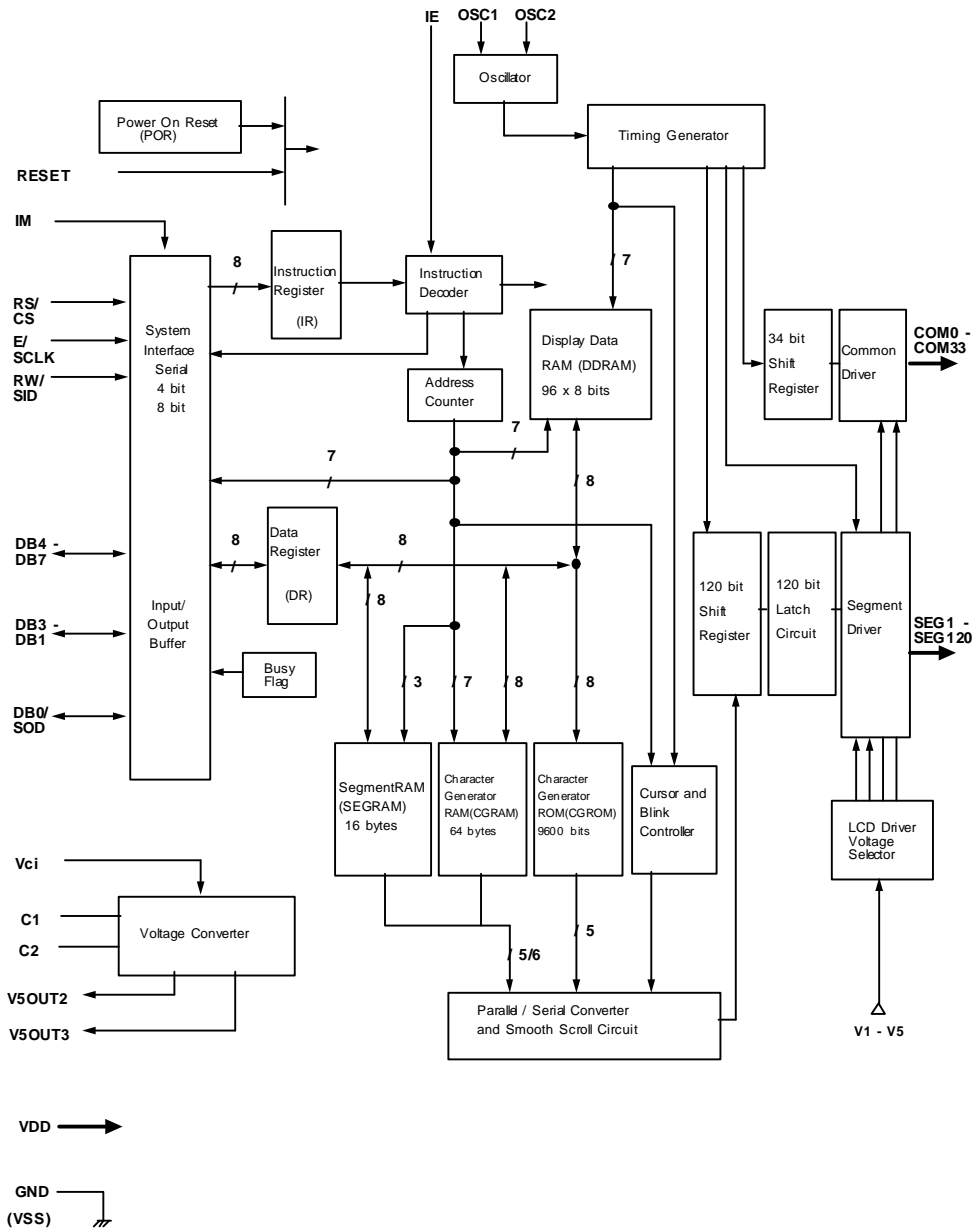 IE
OSC1
OSC2
Oscillator
Power On Reset
(POR)
Timing Generator
RESET
IM
8
Instruction
Register
(IR)
Instruction
Decoder
7
RS/
CS
E/
SCLK
RW/
SID
System
Interface
Serial
4 bit
8 bit
Display Data
RAM (DDRAM)
96 x 8 bits
34 bit
Shift
Register
Common
Driver
COM0 -
COM33
Address
Counter
7
7
8
8
Data
Register
(DR)
8
8
DB4 -
DB7
120 bit
Shift
Register
120 bit
Latch
Circuit
Segment
Driver
SEG1 -
SEG120
Input/
Output
Buffer
DB3 -
DB1
Busy
Flag
3
7
8
8
DB0/
SOD
SegmentRAM
(SEGRAM)
16 bytes
Character
Generator
RAM(CGRAM)
64 bytes
Character
Generator
ROM(CGROM)
9600 bits
Cursor and
Blink
Controller
LCD Driver
Voltage
Selector
Vci
C1
C2
Voltage Converter
5/6
5
V5OUT2
V5OUT3
Parallel / Serial Converter
and Smooth Scroll Circuit
V1 - V5
VDD
GND
(VSS)